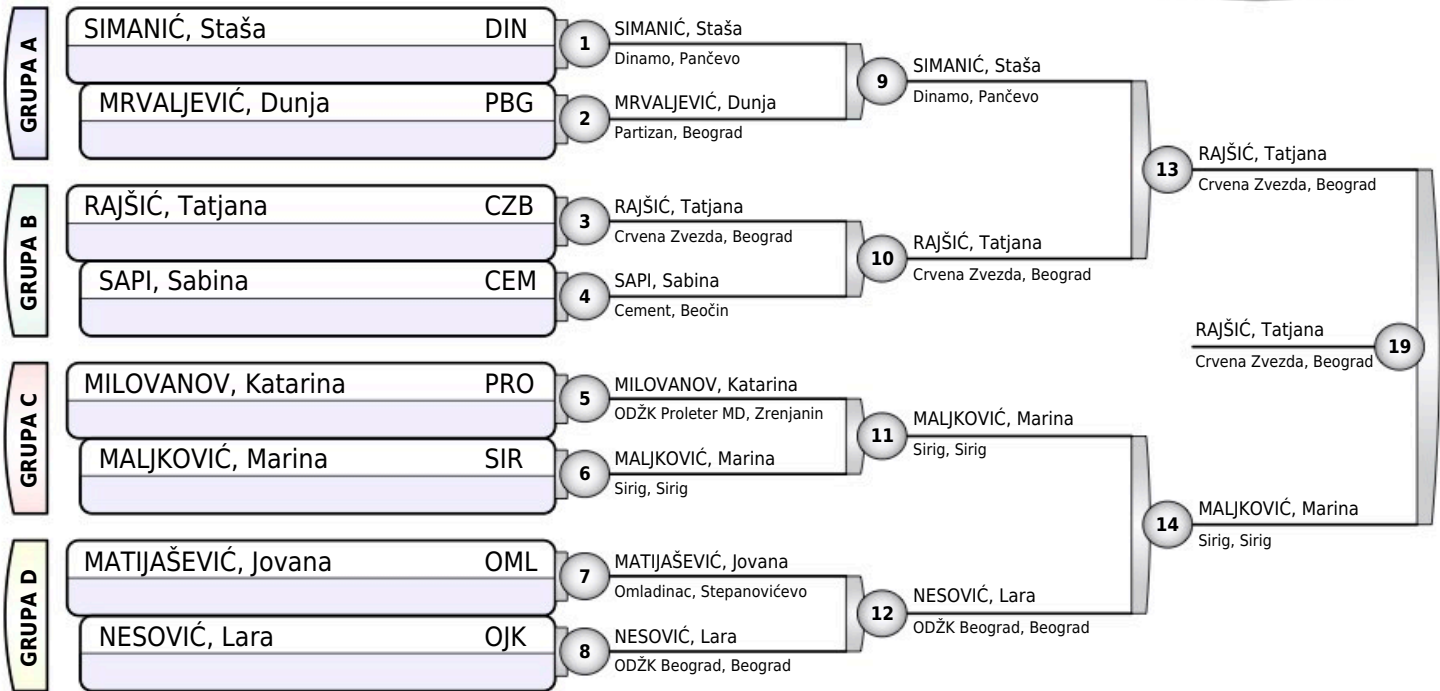 GRUPA A
SIMANIĆ, Staša DIN
MRVALJEVIĆ, Dunja PBG
1
SIMANIĆ, Staša
Dinamo, Pančevo
2
MRVALJEVIĆ, Dunja
Partizan, Beograd
9
SIMANIĆ, Staša
Dinamo, Pančevo
GRUPA B
RAJŠIĆ, Tatjana CZB
SAPI, Sabina CEM
3
RAJŠIĆ, Tatjana
Crvena Zvezda, Beograd
4
SAPI, Sabina
Cement, Beočin
10
RAJŠIĆ, Tatjana
Crvena Zvezda, Beograd
13
RAJŠIĆ, Tatjana
Crvena Zvezda, Beograd
GRUPA C
MILOVANOV, Katarina PRO
MALJKOVIĆ, Marina SIR
5
MILOVANOV, Katarina
ODŽK Proleter MD, Zrenjanin
6
MALJKOVIĆ, Marina
Sirig, Sirig
11
MALJKOVIĆ, Marina
Sirig, Sirig
GRUPA D
MATIJAŠEVIĆ, Jovana OML
NESOVIĆ, Lara OJK
7
MATIJAŠEVIĆ, Jovana
Omladinac, Stepanovićevo
8
NESOVIĆ, Lara
ODŽK Beograd, Beograd
12
NESOVIĆ, Lara
ODŽK Beograd, Beograd
14
MALJKOVIĆ, Marina
Sirig, Sirig
RAJŠIĆ, Tatjana
Crvena Zvezda, Beograd
19